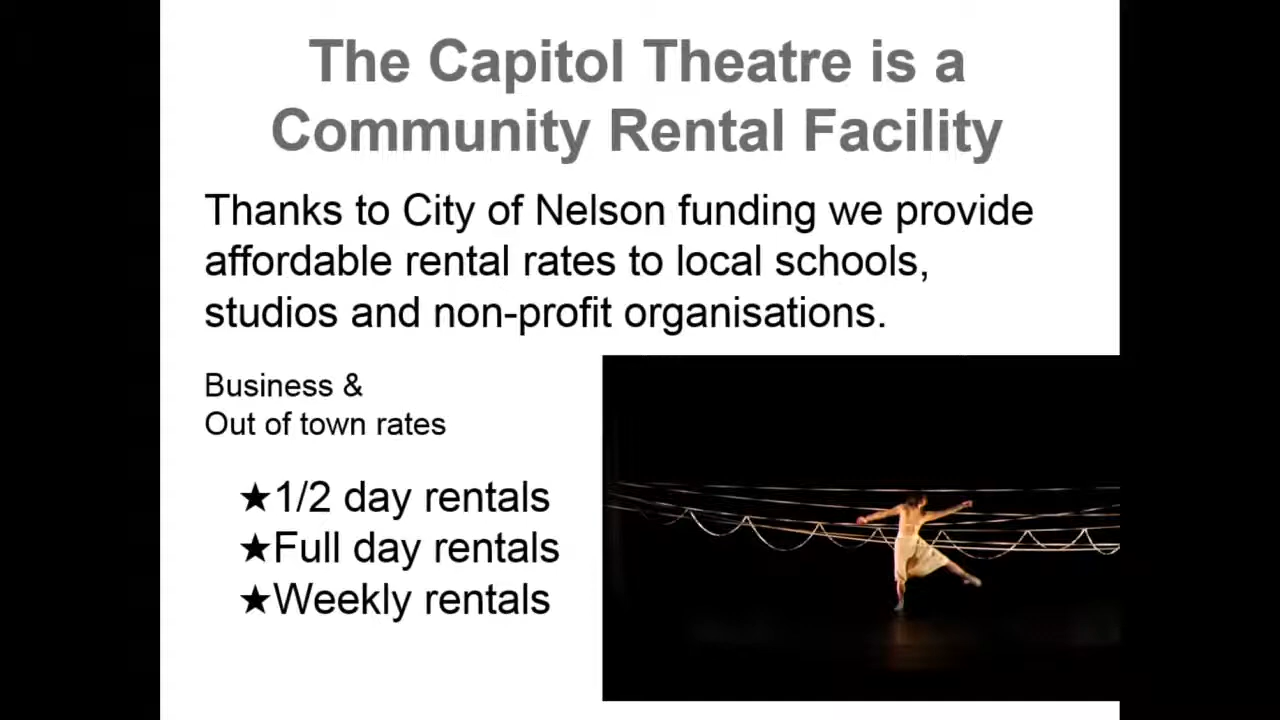 The Capitol Theatre is a
Community Rental Facility
Thanks to City of Nelson funding we provide
affordable rental rates to local schools,
studios and non-profit organisations.
Business &
Out of town rates
★1/2 day rentals
★Full day rentals
★Weekly rentals